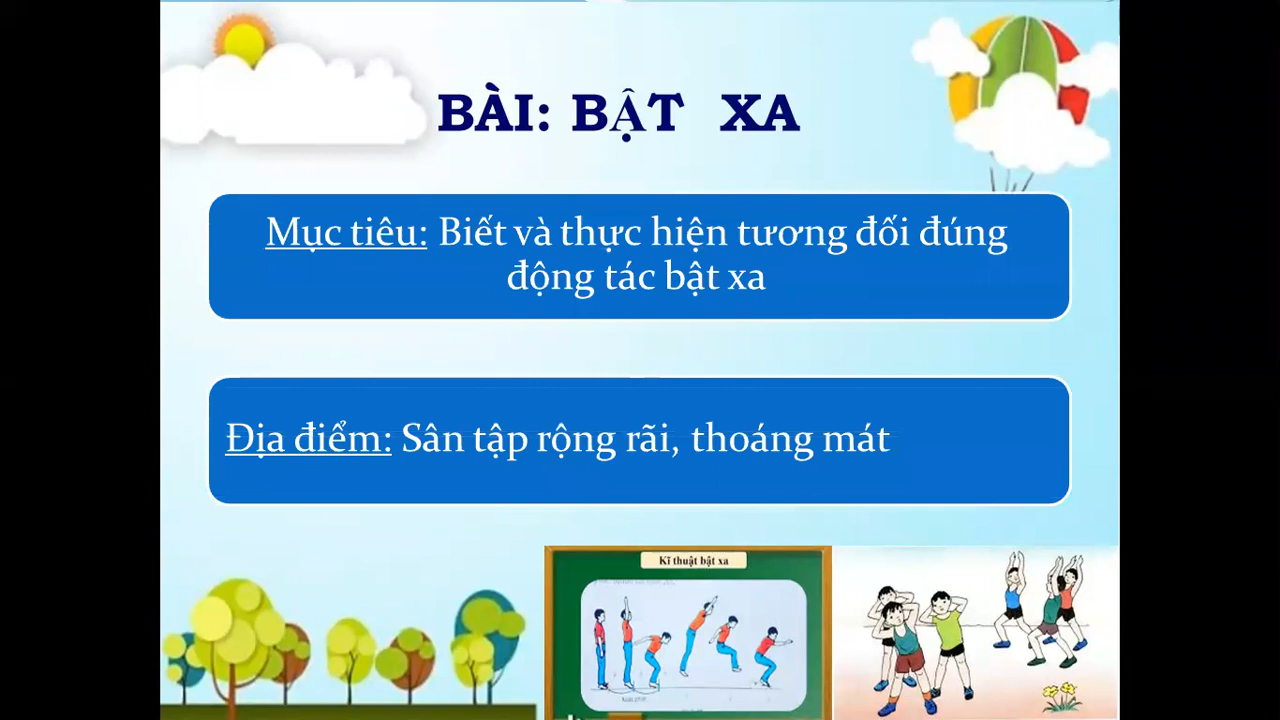 BÀI: BẬT XA
Mục tiêu: Biết và thực hiện tương đối đúng
động tác bật xa
Địa điểm: Sân tập rộng rãi, thoáng mát
Kĩ thuật bật xa